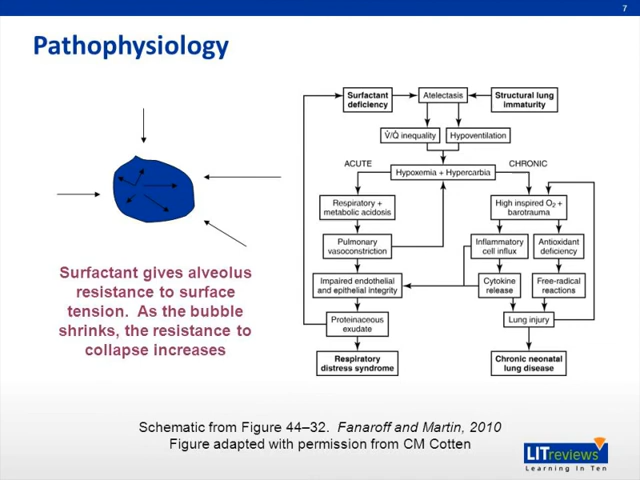 7
Pathophysiology
Surfactant gives alveolus
resistance to surface
tension. As the bubble
shrinks, the resistance to
collapse increases
Surfactant
deficiency
Atelectasis
Structural lung
immaturity
V̇/Q̇ inequality
Hypoventilation
ACUTE
Hypoxemia + Hypercarbia
CHRONIC
Respiratory +
metabolic acidosis
High inspired O₂ +
barotrauma
Pulmonary
vasoconstriction
Inflammatory
cell influx
Antioxidant
deficiency
Impaired endothelial
and epithelial integrity
Cytokine
release
Free-radical
reactions
Proteinaceous
exudate
Lung injury
Respiratory
distress syndrome
Chronic neonatal
lung disease
Schematic from Figure 44–32. Fanaroff and Martin, 2010
Figure adapted with permission from CM Cotten
LITreviews
Learning In Ten